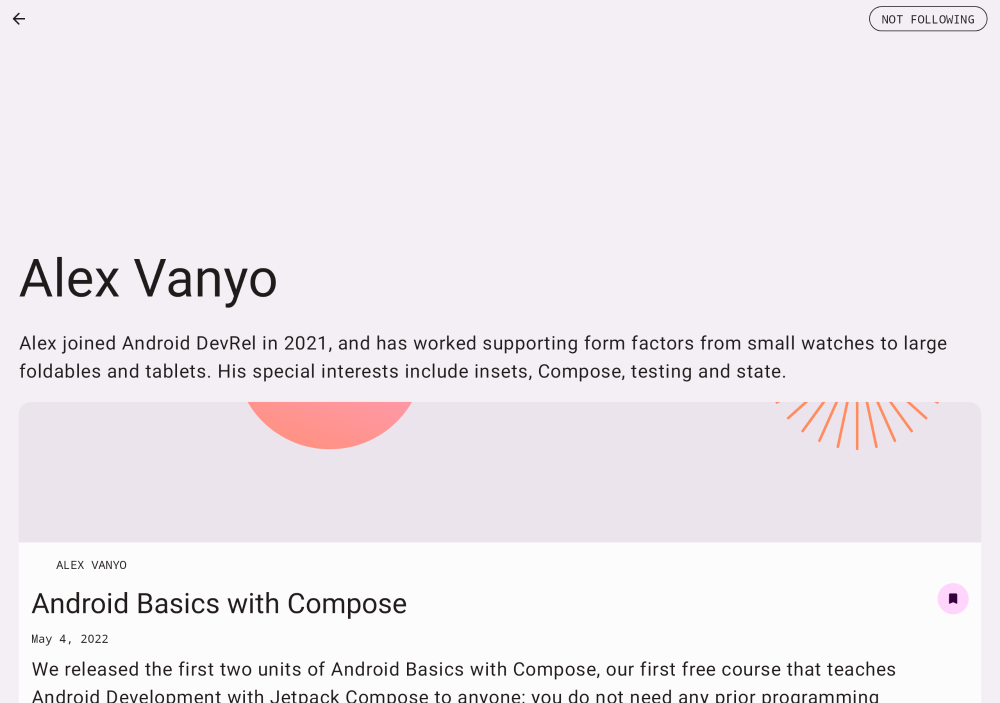 NOT FOLLOWING
Alex Vanyo
Alex joined Android DevRel in 2021, and has worked supporting form factors from small watches to large
foldables and tablets. His special interests include insets, Compose, testing and state.
ALEX VANYO
Android Basics with Compose
May 4, 2022
We released the first two units of Android Basics with Compose, our first free course that teaches
Android Development with Jetpack Compose to anyone; you do not need any prior programming